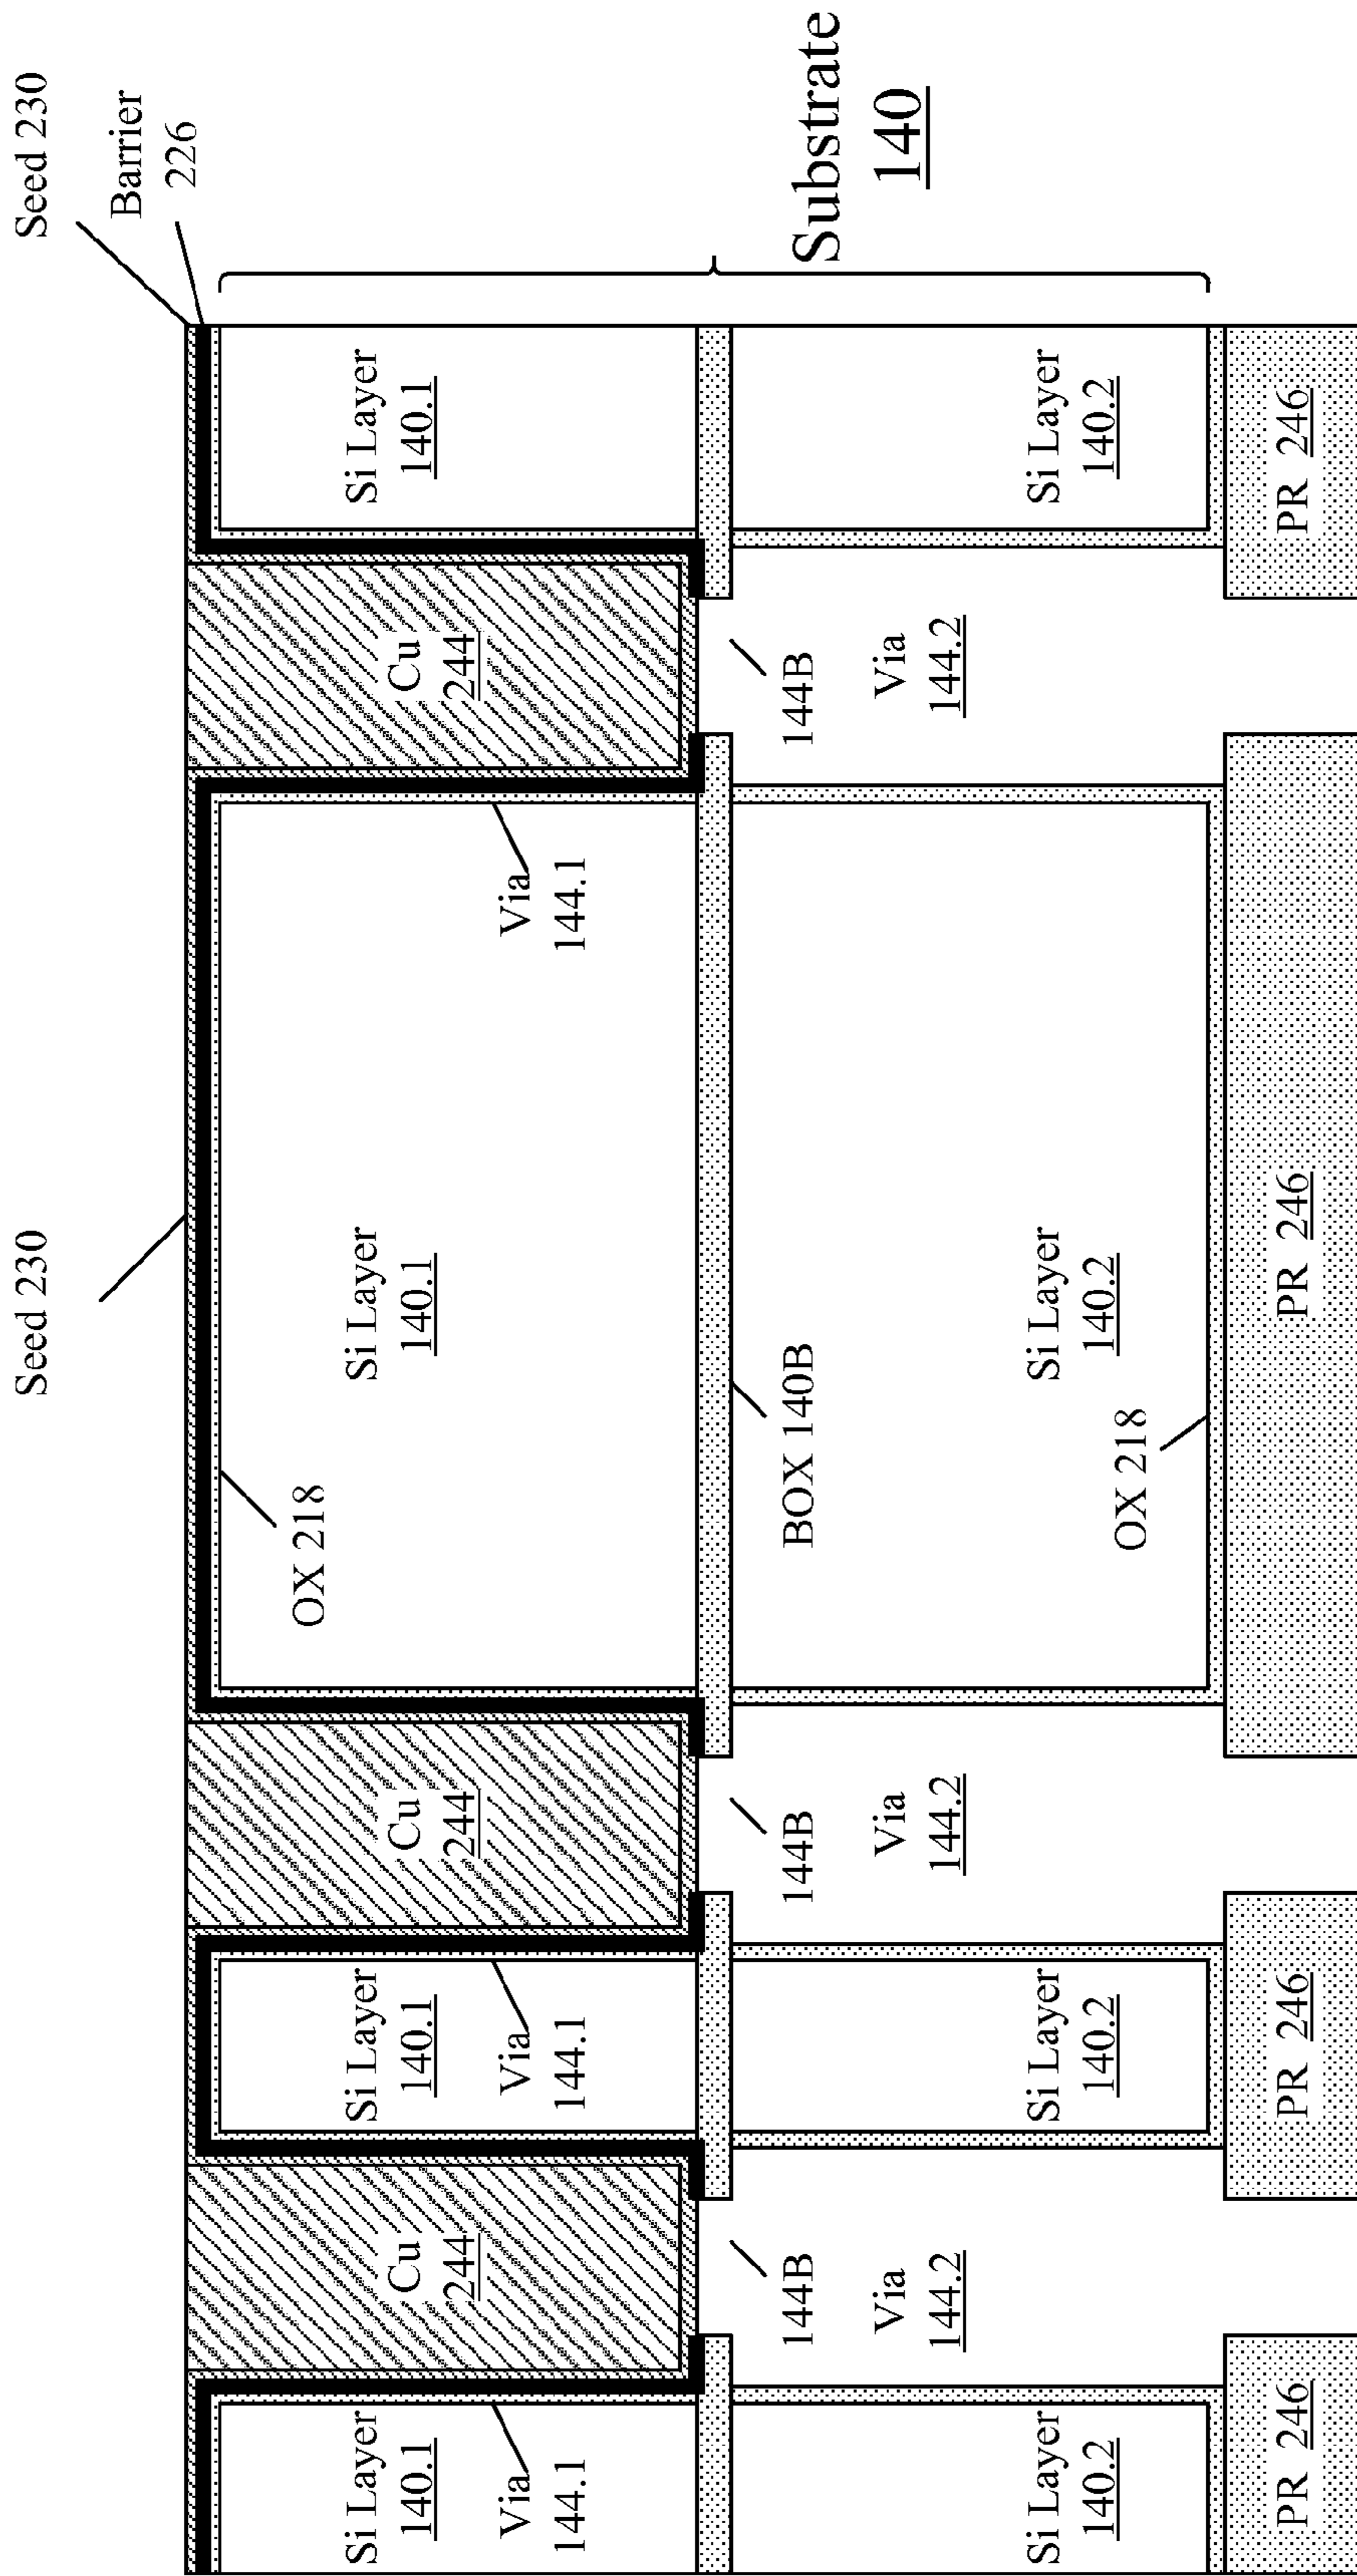 Seed 230
Seed 230
Barrier
226
OX 218
Si Layer
140.1
Si Layer
140.1
Si Layer
140.1
Si Layer
140.1
Cu
244
Cu
244
Cu
244
Via
144.1
Via
144.1
Via
144.1
144B
144B
BOX 140B
144B
Substrate
140
Via
144.2
Via
144.2
Via
144.2
Si Layer
140.2
Si Layer
140.2
Si Layer
140.2
Si Layer
140.2
OX 218
PR 246
PR 246
PR 246
PR 246